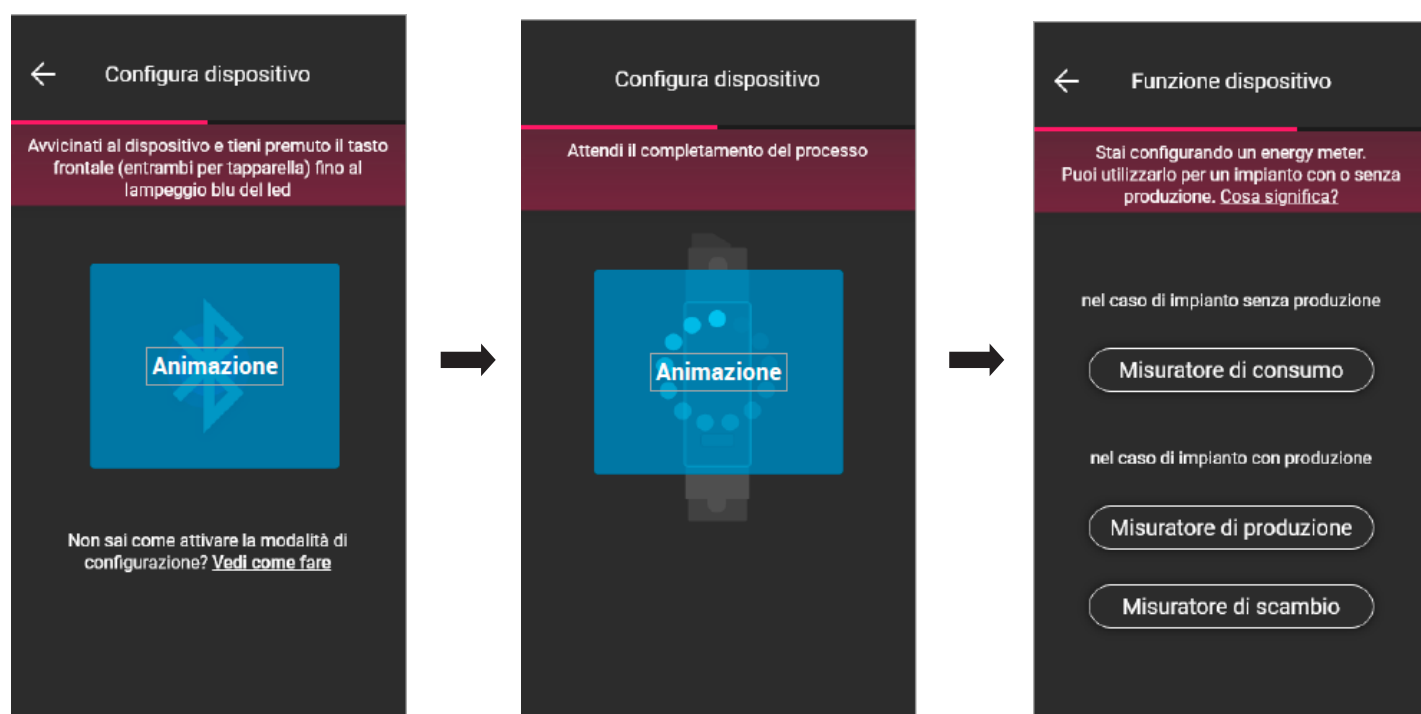 Configura dispositivo
Avvicinati al dispositivo e tieni premuto il tasto
frontale (entrambi per tapparella) fino al
lampeggio blu del led
Animazione
Non sai come attivare la modalità di
configurazione? Vedi come fare
Configura dispositivo
Attendi il completamento del processo
Animazione
Funzione dispositivo
Stai configurando un energy meter.
Puoi utilizzarlo per un impianto con o senza
produzione. Cosa significa?
nel caso di impianto senza produzione
Misuratore di consumo
nel caso di impianto con produzione
Misuratore di produzione
Misuratore di scambio